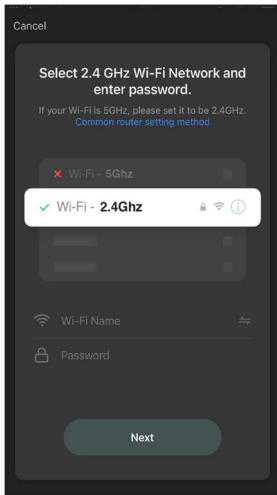 Cancel
Select 2.4 GHz Wi-Fi Network and
enter password.
If your Wi-Fi is 5GHz, please set it to be 2.4GHz.
Common router setting method
Wi-Fi - 5Ghz
Wi-Fi - 2.4Ghz
Wi-Fi Name
Password
Next